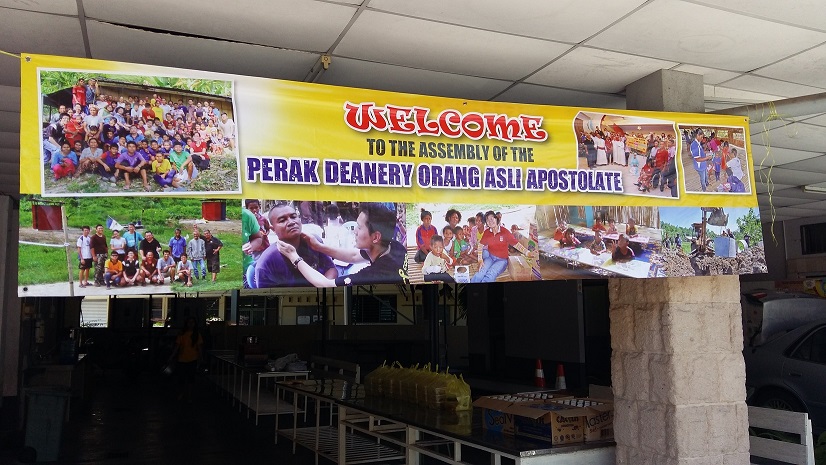 WELCOME
TO THE ASSEMBLY OF THE
PERAK DEANERY ORANG ASLI APOSTOLATE